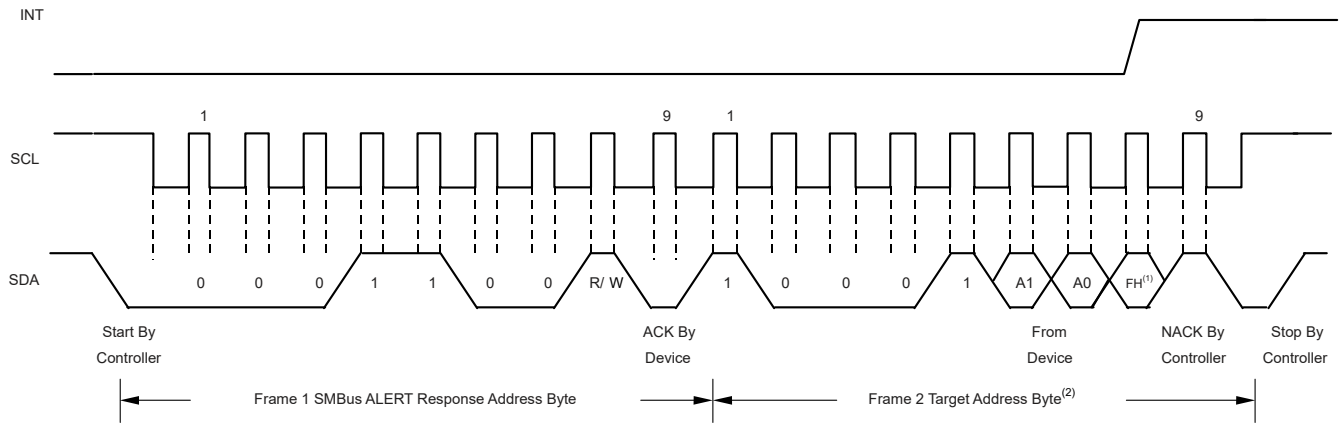 INT
1 9 1 9
SCL
SDA
0 0 0 1 1 0 0 R/ W 1 0 0 0 1 A1 A0 FH(1)
Start By Controller
ACK By Device
From Device
NACK By Controller
Stop By Controller
Frame 1 SMBus ALERT Response Address Byte
Frame 2 Target Address Byte(2)